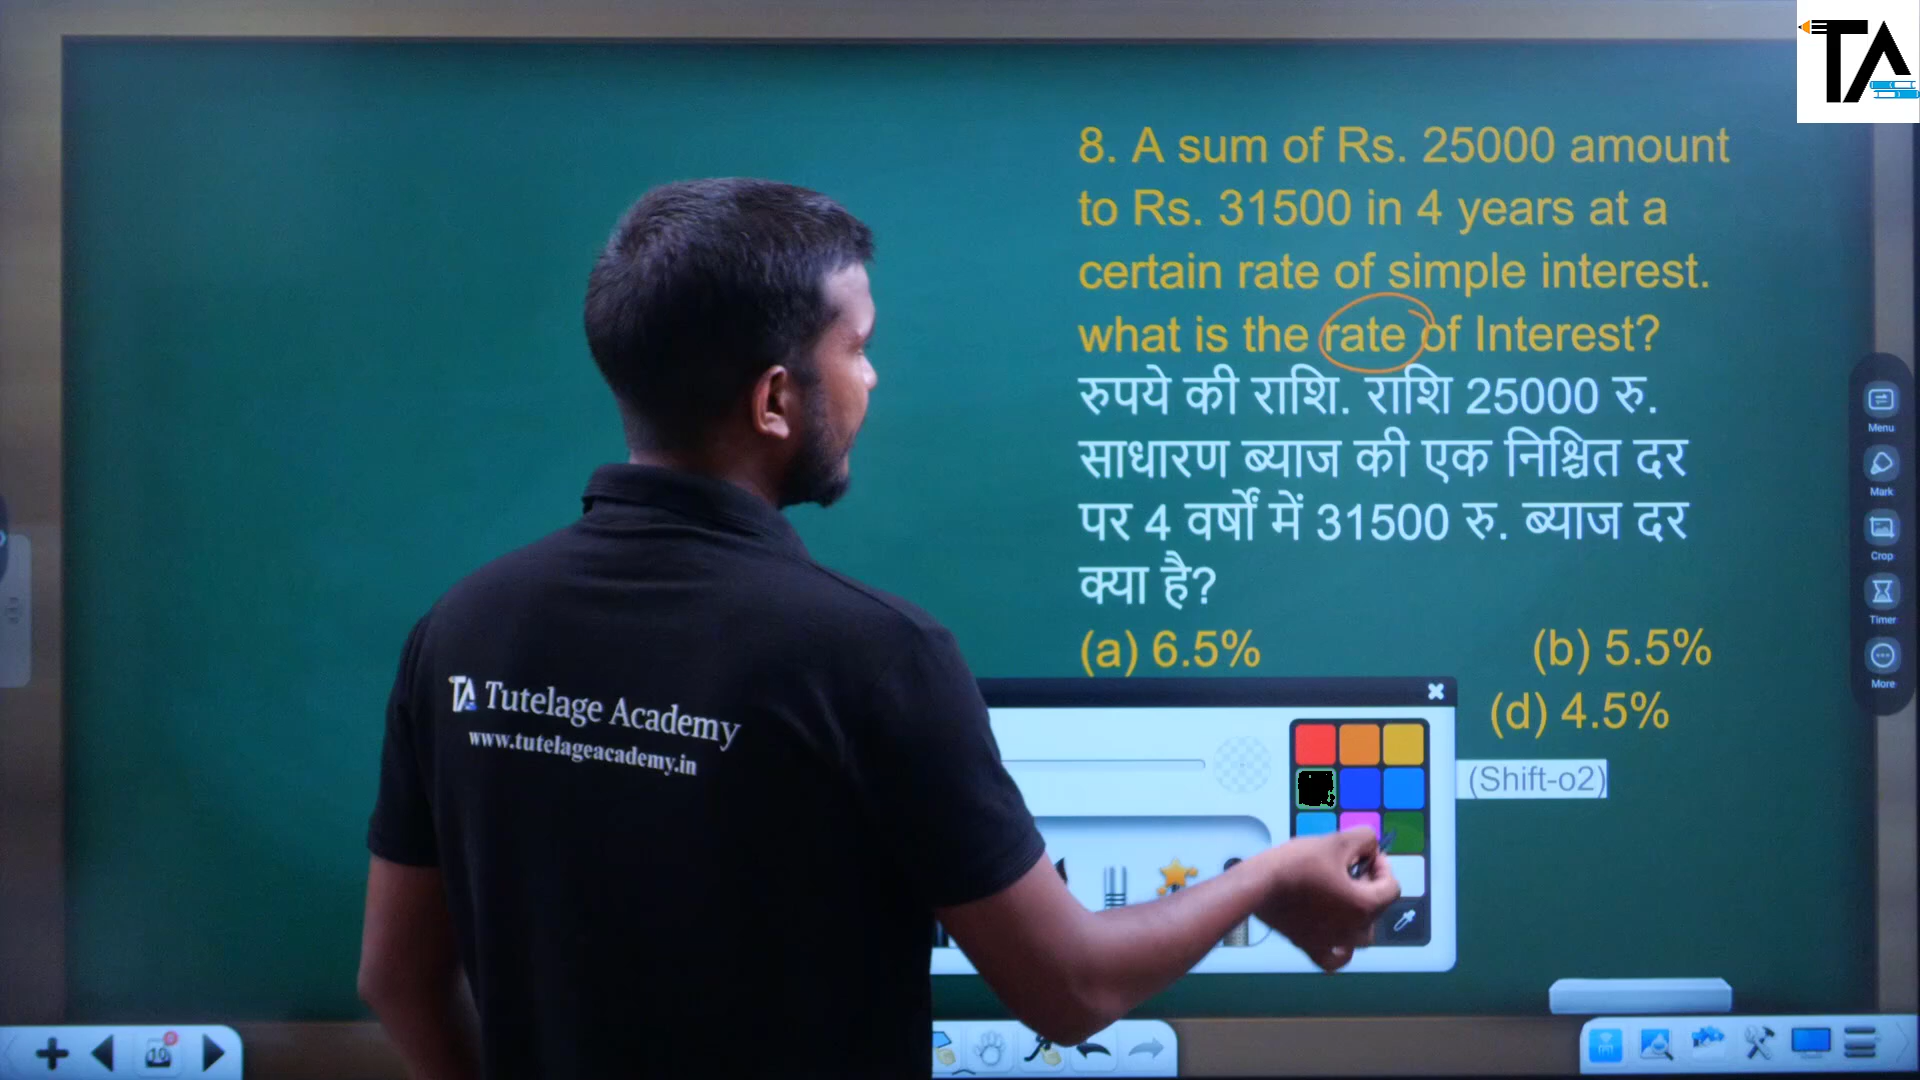 TA
8. A sum of Rs. 25000 amount
to Rs. 31500 in 4 years at a
certain rate of simple interest.
what is the rate of Interest?
रुपये की राशि. राशि 25000 रु.
साधारण ब्याज की एक निश्चित दर
पर 4 वर्षों में 31500 रु. ब्याज दर
क्या है?
(a) 6.5% (b) 5.5%
(d) 4.5%
(Shift-o2)
Menu
Mark
Crop
Timer
More
TA Tutelage Academy
www.tutelageacademy.in
10